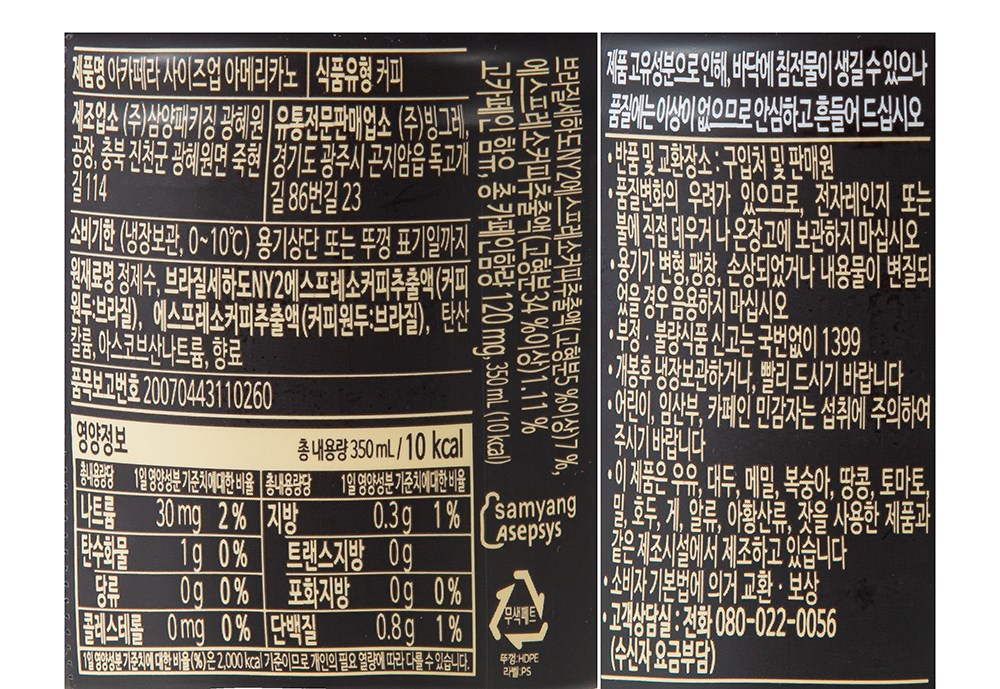 제품명 아카페라 사이즈업 아메리카노 식품유형 커피
제조업소 (주)삼양패키징 광혜원
공장, 충북 진천군 광혜원면 죽현
길 114
유통전문판매업소 (주)빙그레,
경기도 광주시 곤지암읍 독고개
길 86번길 23
소비기한 (냉장보관, 0~10℃) 용기상단 또는 뚜껑 표기일까지
원재료명 정제수, 브라질세하도NY2에스프레소커피추출액(커피
원두:브라질), 에스프레소커피추출액(커피원두:브라질), 탄산
칼륨, 아스코브산나트륨, 향료
품목보고번호 20070443110260
영양정보 총 내용량 350 mL / 10 kcal
총내용량당 1일 영양성분 기준치에 대한 비율 총내용량당 1일 영양성분 기준치에 대한 비율
나트륨 30 mg 2 % 지방 0.3 g 1 %
탄수화물 1 g 0 % 트랜스지방 0 g
당류 0 g 0 % 포화지방 0 g 0 %
콜레스테롤 0 mg 0 % 단백질 0.8 g 1 %
1일 영양성분 기준치에 대한 비율(%)은 2,000 kcal 기준이므로 개인의 필요 열량에 따라 다를 수 있습니다.
브라질세하도NY2에스프레소커피추출액(고형분5 %이상)7 %,
에스프레소커피추출액(고형분34 %이상)1.11 %
고카페인 함유, 총 카페인 함량 120 mg, 350 mL (10 kcal)
samyang
Asepsys
무색페트
뚜껑:HDPE
라벨:PS
제품 고유성분으로 인해, 바닥에 침전물이 생길 수 있으나
품질에는 이상이 없으므로 안심하고 흔들어 드십시오
• 반품 및 교환장소 : 구입처 및 판매원
• 품질변화의 우려가 있으므로, 전자레인지 또는
불에 직접 데우거나 온장고에 보관하지 마십시오
• 용기가 변형, 팽창, 손상되었거나 내용물이 변질되
었을 경우 음용하지 마십시오
• 부정·불량식품 신고는 국번없이 1399
• 개봉후 냉장보관하거나, 빨리 드시기 바랍니다
• 어린이, 임산부, 카페인 민감자는 섭취에 주의하여
주시기 바랍니다
• 이 제품은 우유, 대두, 메밀, 복숭아, 땅콩, 토마토,
밀, 호두, 게, 알류, 아황산류, 잣을 사용한 제품과
같은 제조시설에서 제조하고 있습니다
• 소비자 기본법에 의거 교환·보상
• 고객상담실 : 전화 080-022-0056
(수신자 요금부담)